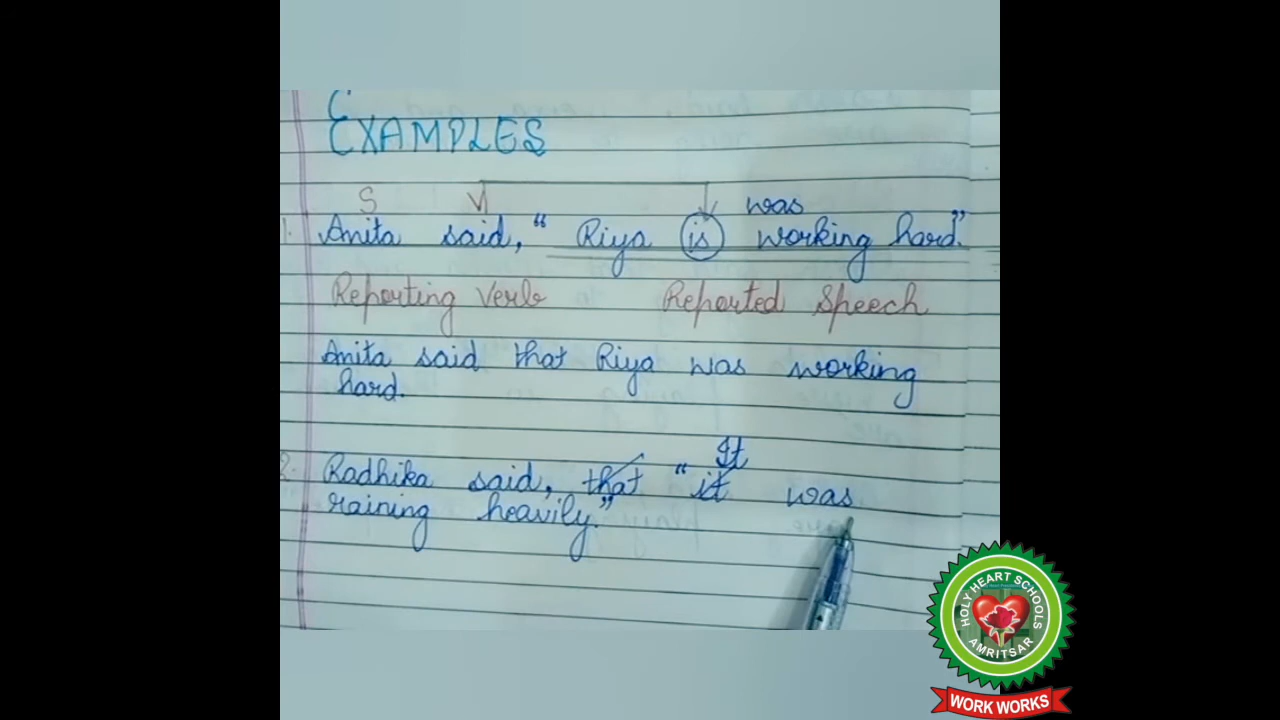 EXAMPLES
S V was
1. Anita said, “ Riya is working hard.”
Reporting Verb Reported Speech
Anita said that Riya was working
hard.
It
2. Radhika said, that “it was
raining heavily.”
HOLY HEART SCHOOLS
AMRITSAR
WORK WORKS